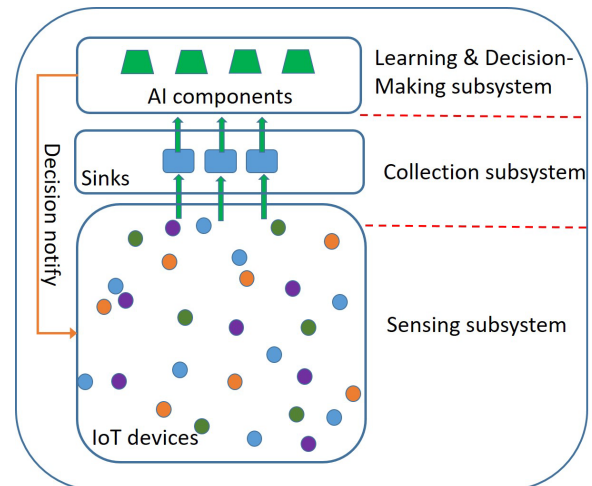 Learning & Decision-
Making subsystem
AI components
Decision notify
Sinks
Collection subsystem
Sensing subsystem
IoT devices